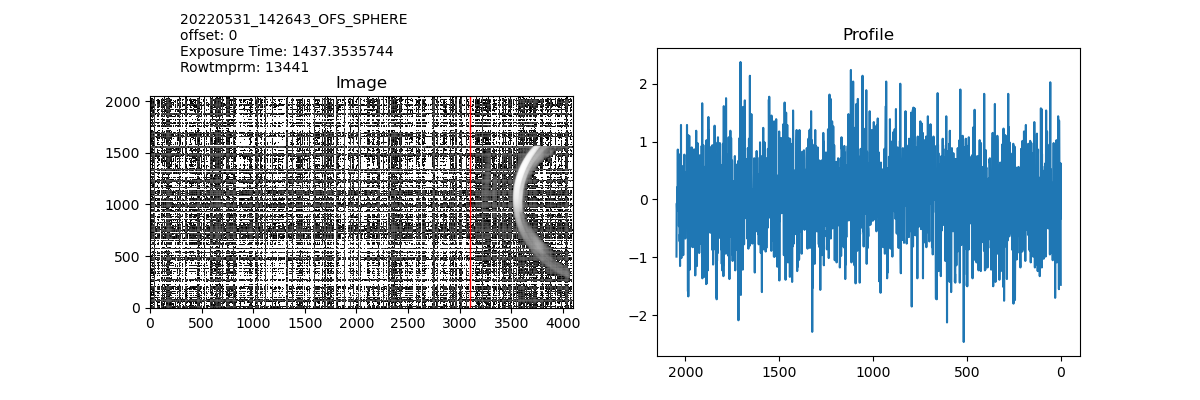 20220531_142643_OFS_SPHERE
offset: 0
Exposure Time: 1437.3535744
Rowtmprm: 13441
Image
2000
1500
1000
500
0
0 500 1000 1500 2000 2500 3000 3500 4000
Profile
2
1
0
−1
−2
2000 1500 1000 500 0